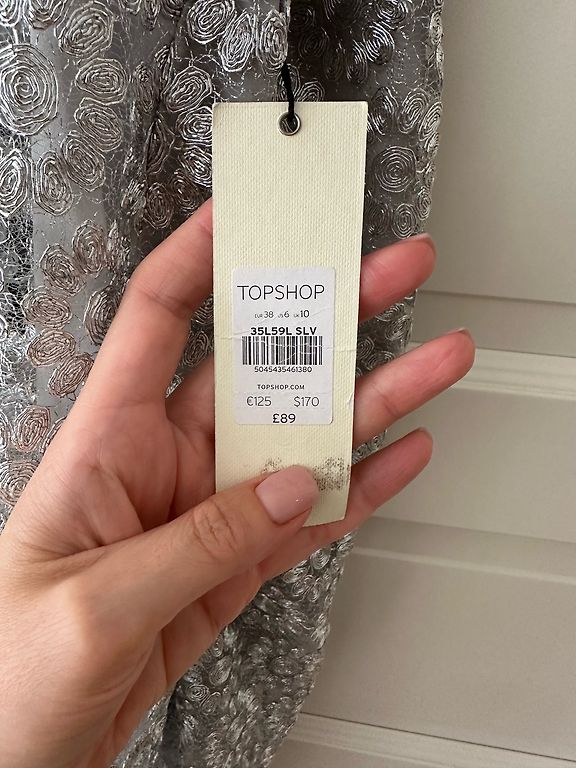 TOPSHOP
EUR 38 US 6 UK 10
35L59L SLV
5045435461380
TOPSHOP.COM
€125 $170
£89